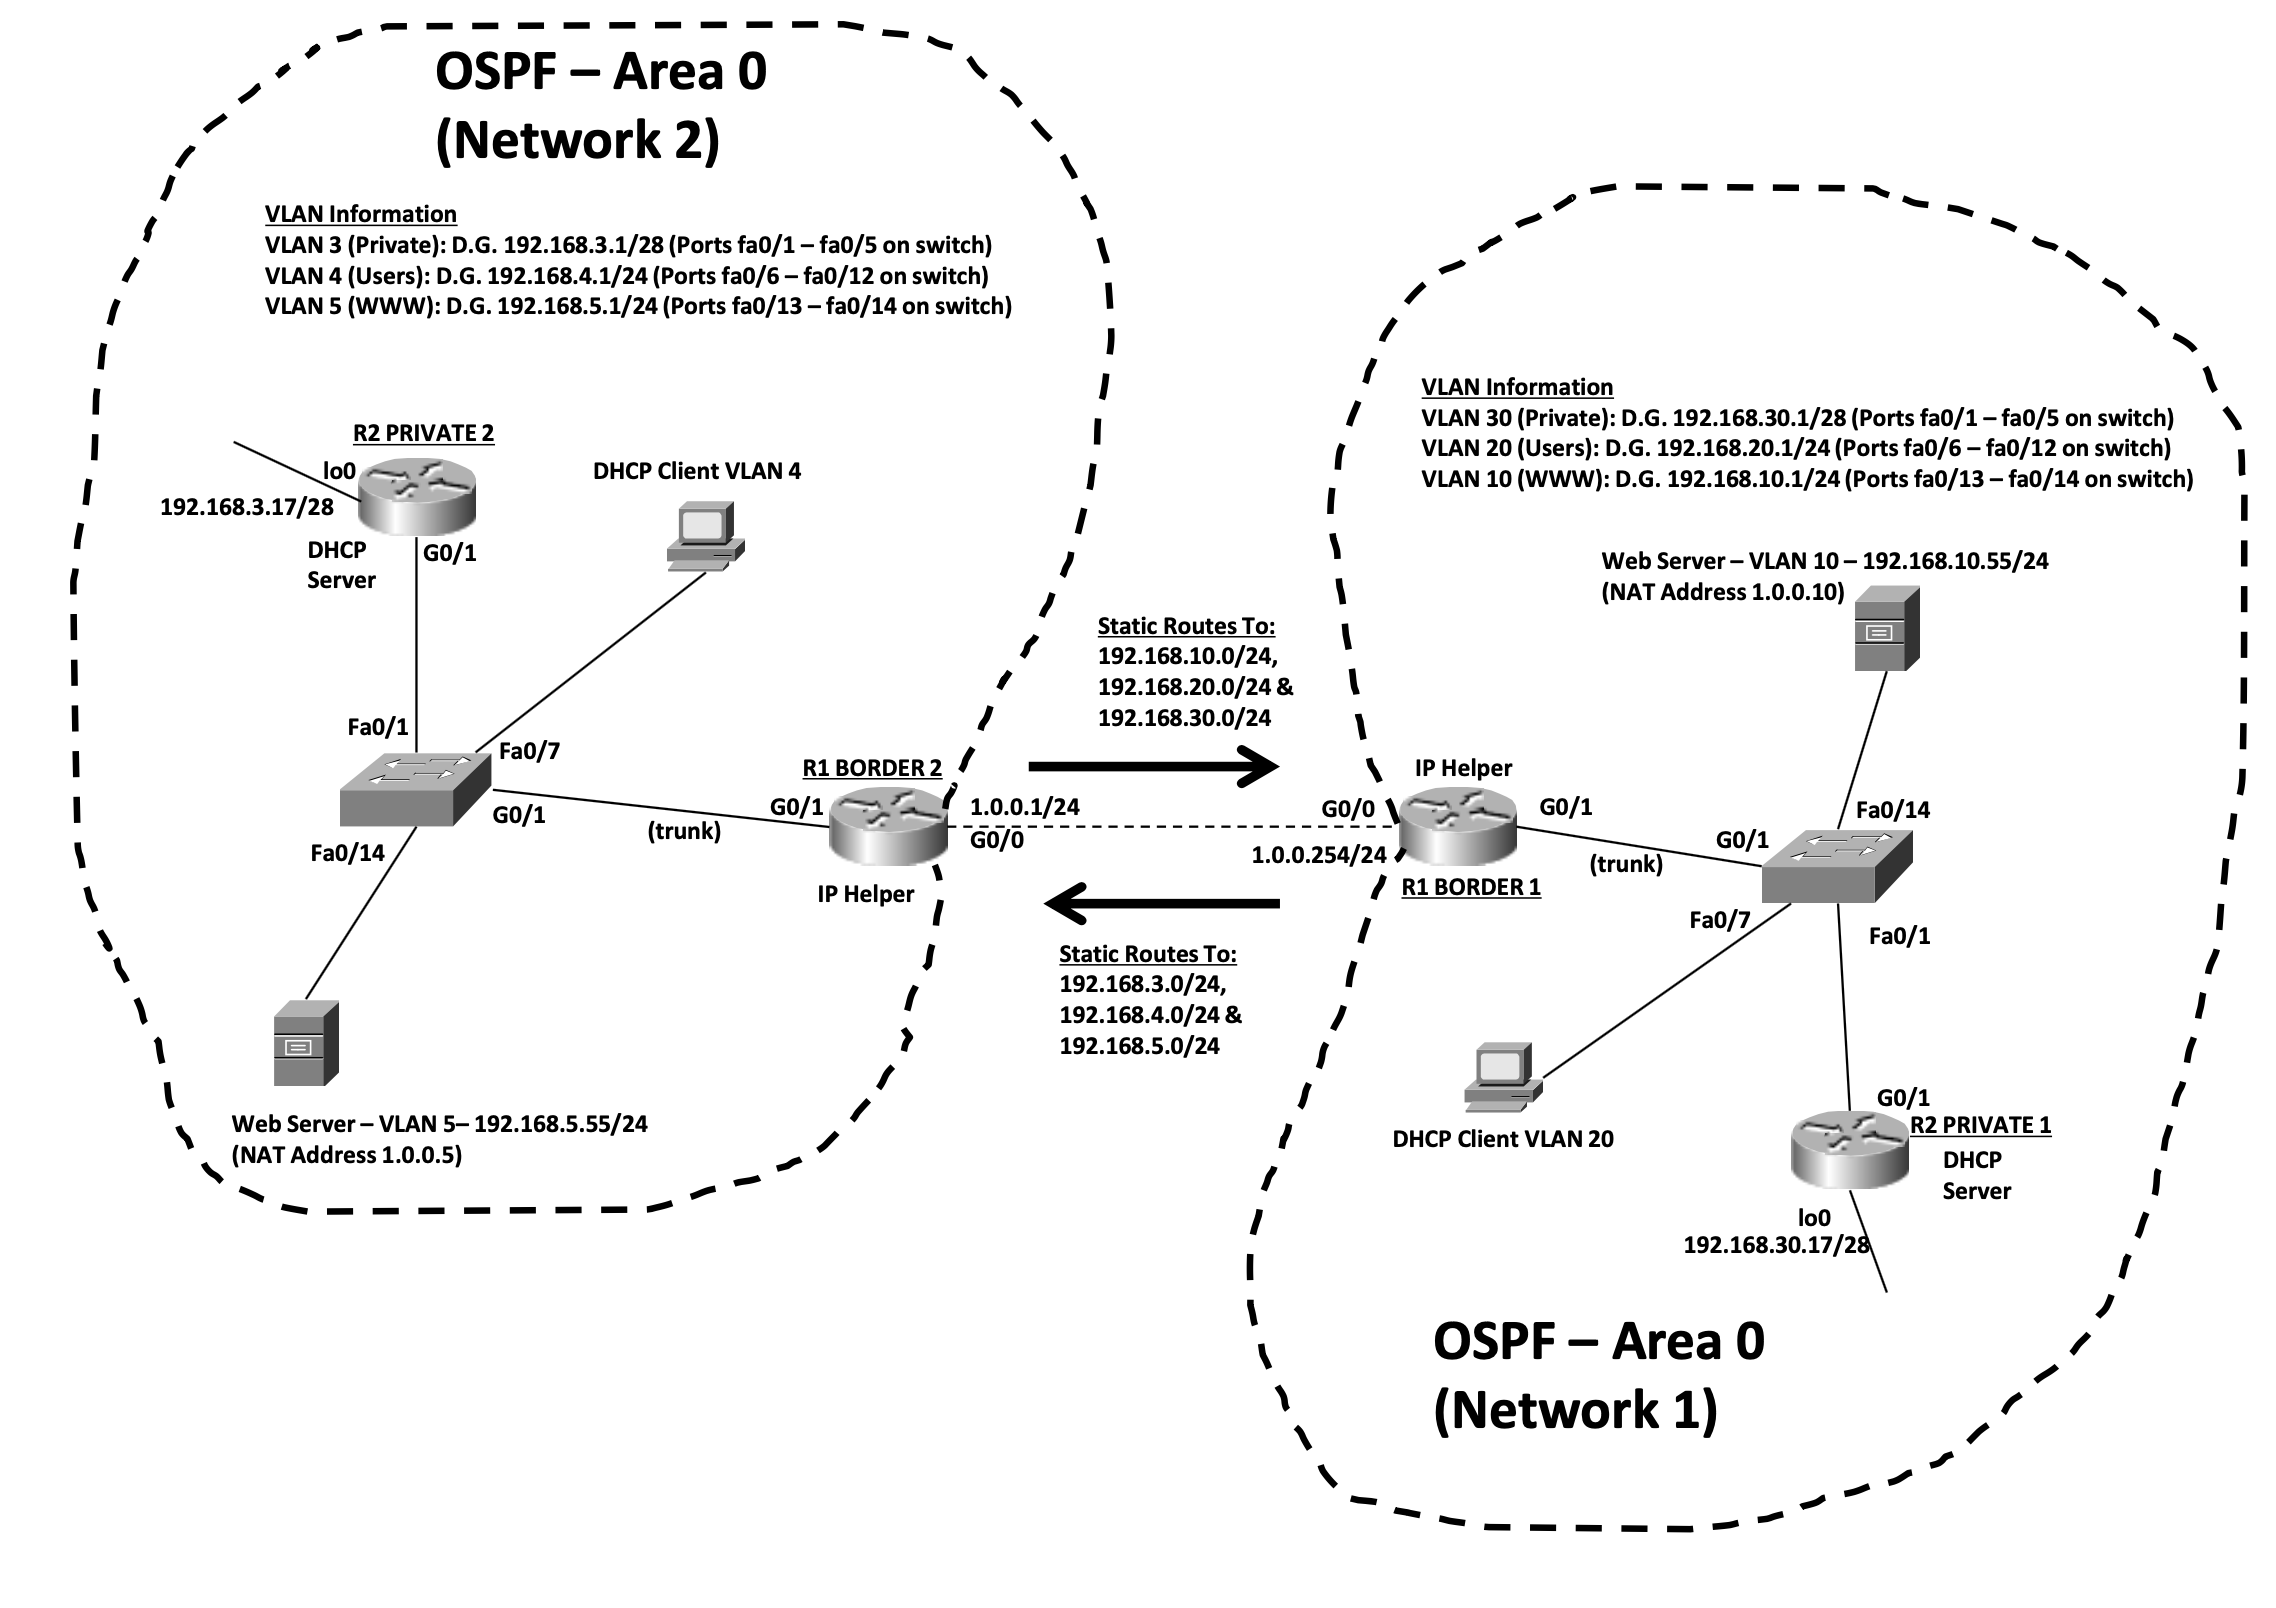 OSPF – Area 0
(Network 2)
VLAN Information
VLAN 3 (Private): D.G. 192.168.3.1/28 (Ports fa0/1 – fa0/5 on switch)
VLAN 4 (Users): D.G. 192.168.4.1/24 (Ports fa0/6 – fa0/12 on switch)
VLAN 5 (WWW): D.G. 192.168.5.1/24 (Ports fa0/13 – fa0/14 on switch)
R2 PRIVATE 2
lo0
192.168.3.17/28
DHCP
Server
G0/1
DHCP Client VLAN 4
Fa0/1
Fa0/7
G0/1
(trunk)
Fa0/14
R1 BORDER 2
G0/1
1.0.0.1/24
G0/0
IP Helper
Web Server – VLAN 5– 192.168.5.55/24
(NAT Address 1.0.0.5)
Static Routes To:
192.168.10.0/24,
192.168.20.0/24 &
192.168.30.0/24
Static Routes To:
192.168.3.0/24,
192.168.4.0/24 &
192.168.5.0/24
VLAN Information
VLAN 30 (Private): D.G. 192.168.30.1/28 (Ports fa0/1 – fa0/5 on switch)
VLAN 20 (Users): D.G. 192.168.20.1/24 (Ports fa0/6 – fa0/12 on switch)
VLAN 10 (WWW): D.G. 192.168.10.1/24 (Ports fa0/13 – fa0/14 on switch)
Web Server – VLAN 10 – 192.168.10.55/24
(NAT Address 1.0.0.10)
IP Helper
G0/0
G0/1
1.0.0.254/24
R1 BORDER 1
(trunk)
G0/1
Fa0/14
Fa0/7
Fa0/1
DHCP Client VLAN 20
G0/1
R2 PRIVATE 1
DHCP
Server
lo0
192.168.30.17/28
OSPF – Area 0
(Network 1)